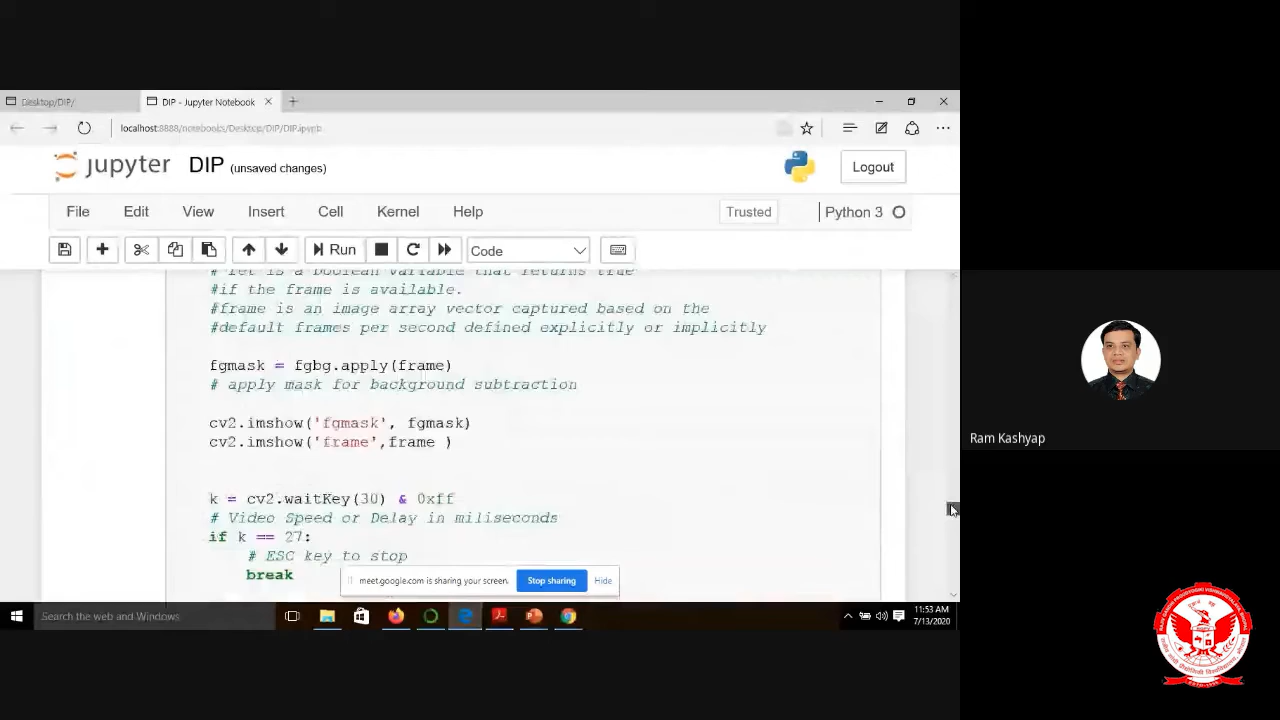 Desktop/DIP/
DIP - Jupyter Notebook
localhost:8888/notebooks/Desktop/DIP/DIP.ipynb
jupyter DIP (unsaved changes)
Logout
File Edit View Insert Cell Kernel Help
Trusted
Python 3
Run
Code
# ret is a boolean variable that returns true
#if the frame is available.
#frame is an image array vector captured based on the
#default frames per second defined explicitly or implicitly
fgmask = fgbg.apply(frame)
# apply mask for background subtraction
cv2.imshow('fgmask', fgmask)
cv2.imshow('frame',frame )
k = cv2.waitKey(30) & 0xff
# Video Speed or Delay in miliseconds
if k == 27:
# ESC key to stop
break
meet.google.com is sharing your screen.
Stop sharing
Hide
Search the web and Windows
11:53 AM
7/13/2020
Ram Kashyap